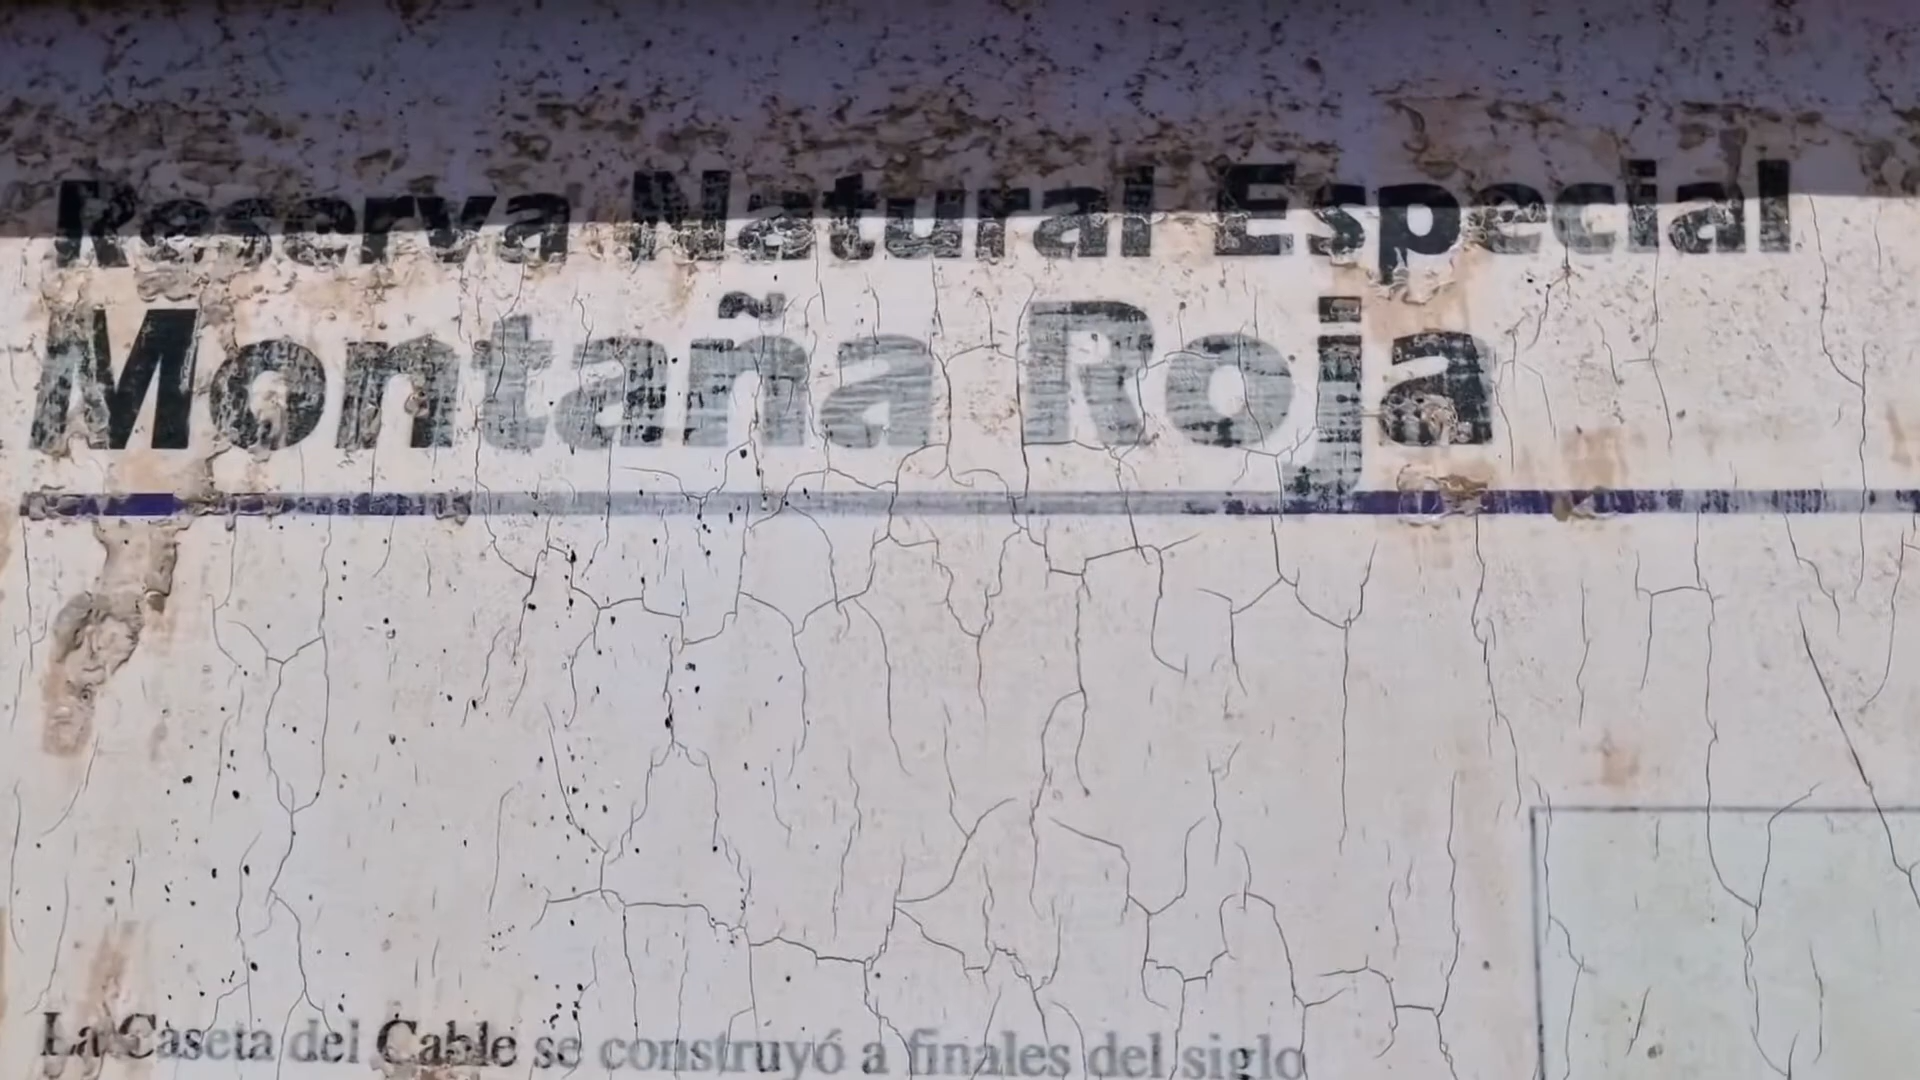 Reserva Natural Especial
Montaña Roja
La Caseta del Cable se construyó a finales del siglo